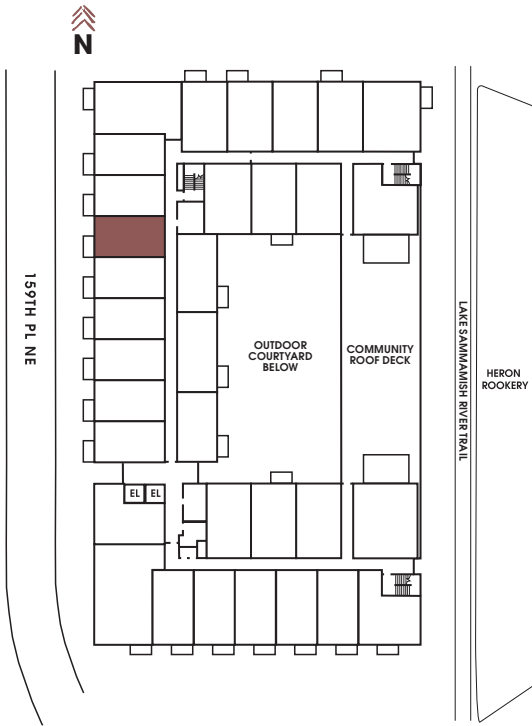 N
159TH PL NE
OUTDOOR
COURTYARD
BELOW
COMMUNITY
ROOF DECK
LAKE SAMMAMISH RIVER TRAIL
HERON
ROOKERY
EL EL